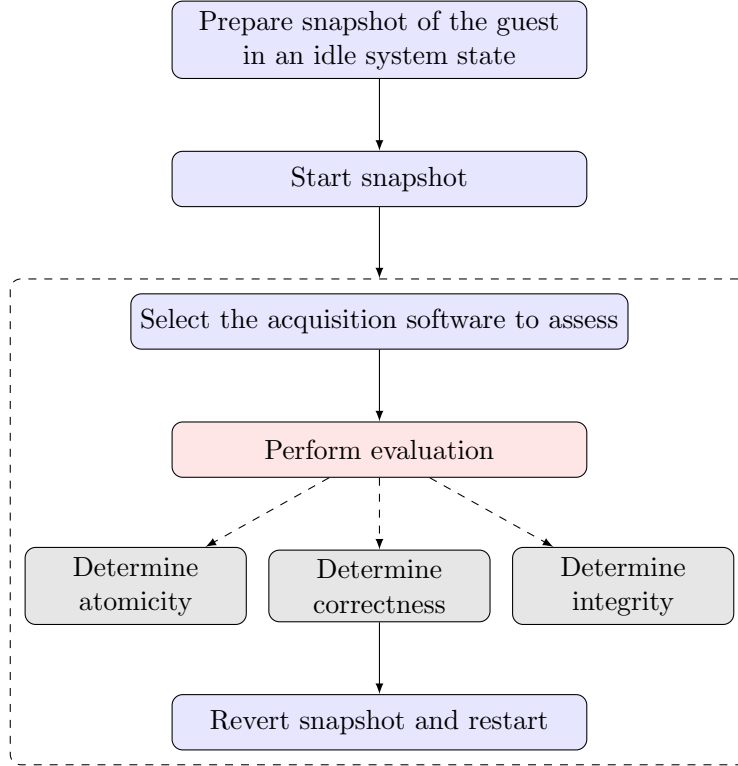 Prepare snapshot of the guest
in an idle system state
Start snapshot
Select the acquisition software to assess
Perform evaluation
Determine
atomicity
Determine
correctness
Determine
integrity
Revert snapshot and restart